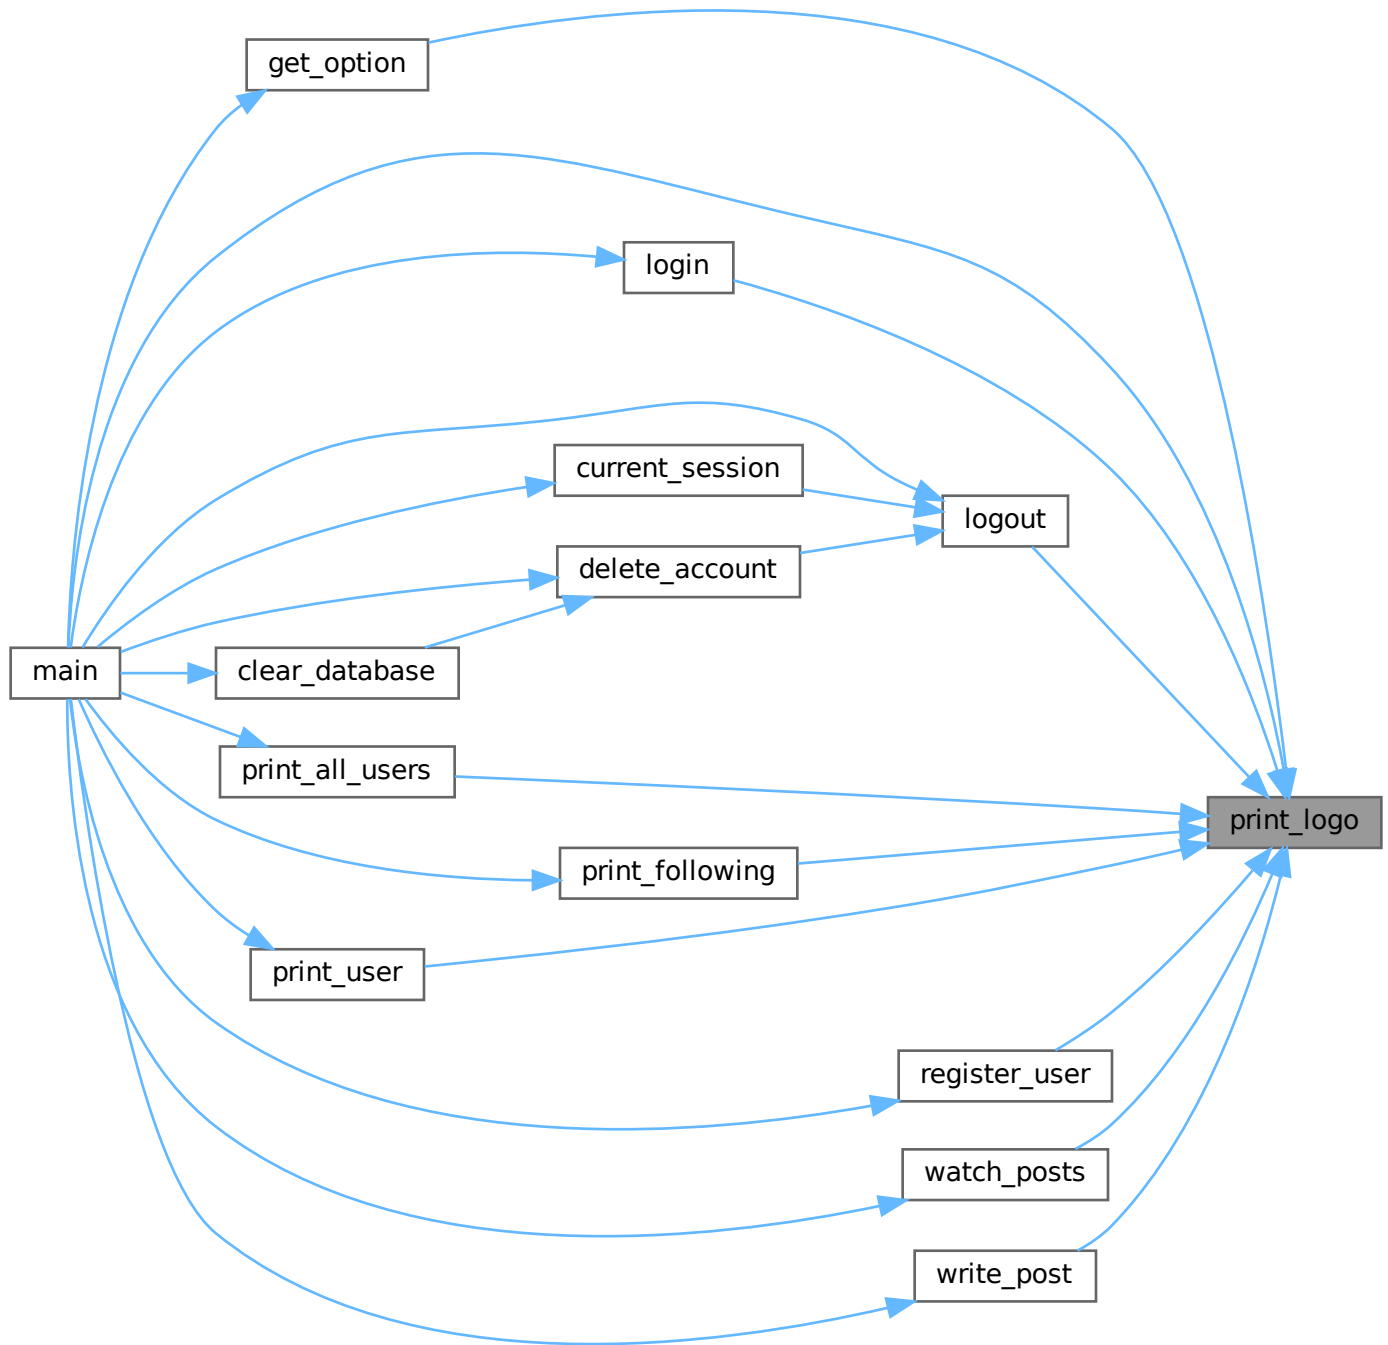 get_option
login
current_session
logout
delete_account
main
clear_database
print_all_users
print_logo
print_following
print_user
register_user
watch_posts
write_post